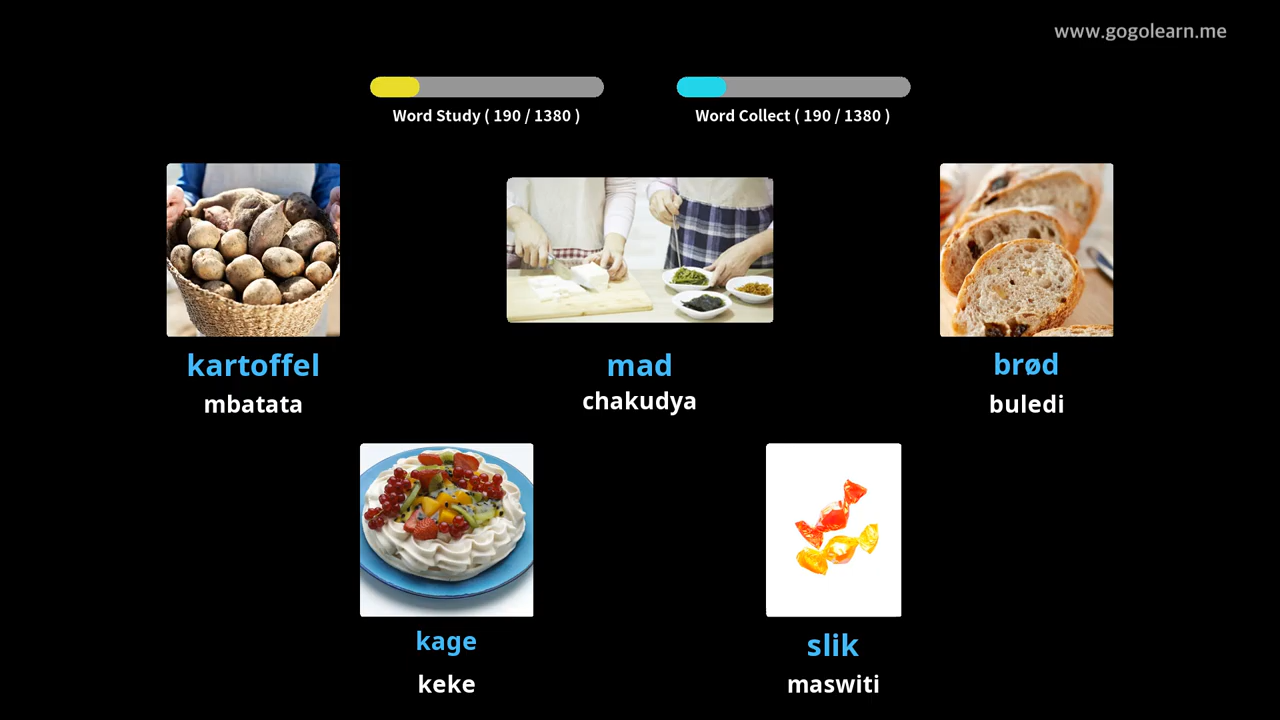 www.gogolearn.me
Word Study ( 190 / 1380 )
Word Collect ( 190 / 1380 )
kartoffel
mbatata
mad
chakudya
brød
buledi
kage
keke
slik
maswiti